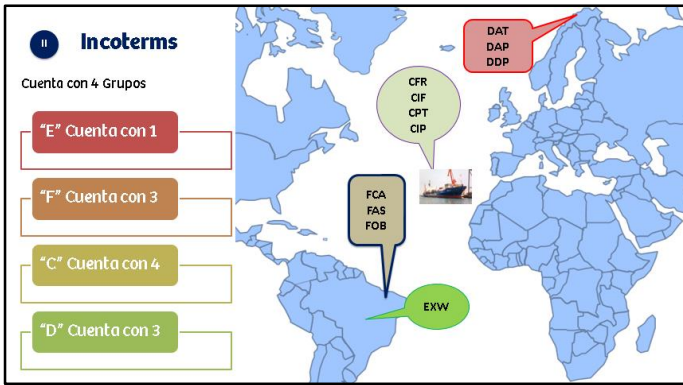 II
Incoterms
Cuenta con 4 Grupos
“E” Cuenta con 1
“F” Cuenta con 3
“C” Cuenta con 4
“D” Cuenta con 3
DAT
DAP
DDP
CFR
CIF
CPT
CIP
FCA
FAS
FOB
EXW